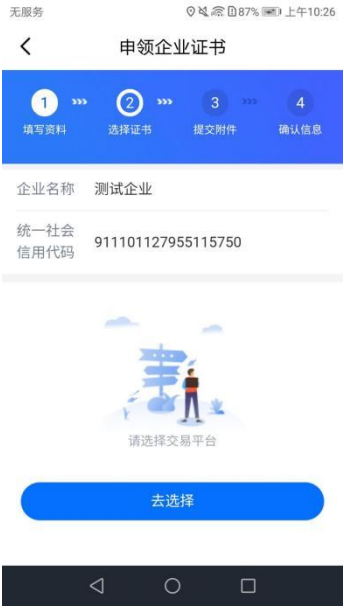 无服务 87% 上午10:26
申领企业证书
1 2 3 4
填写资料 选择证书 提交附件 确认信息
企业名称 测试企业
统一社会
信用代码 911101127955115750
请选择交易平台
去选择